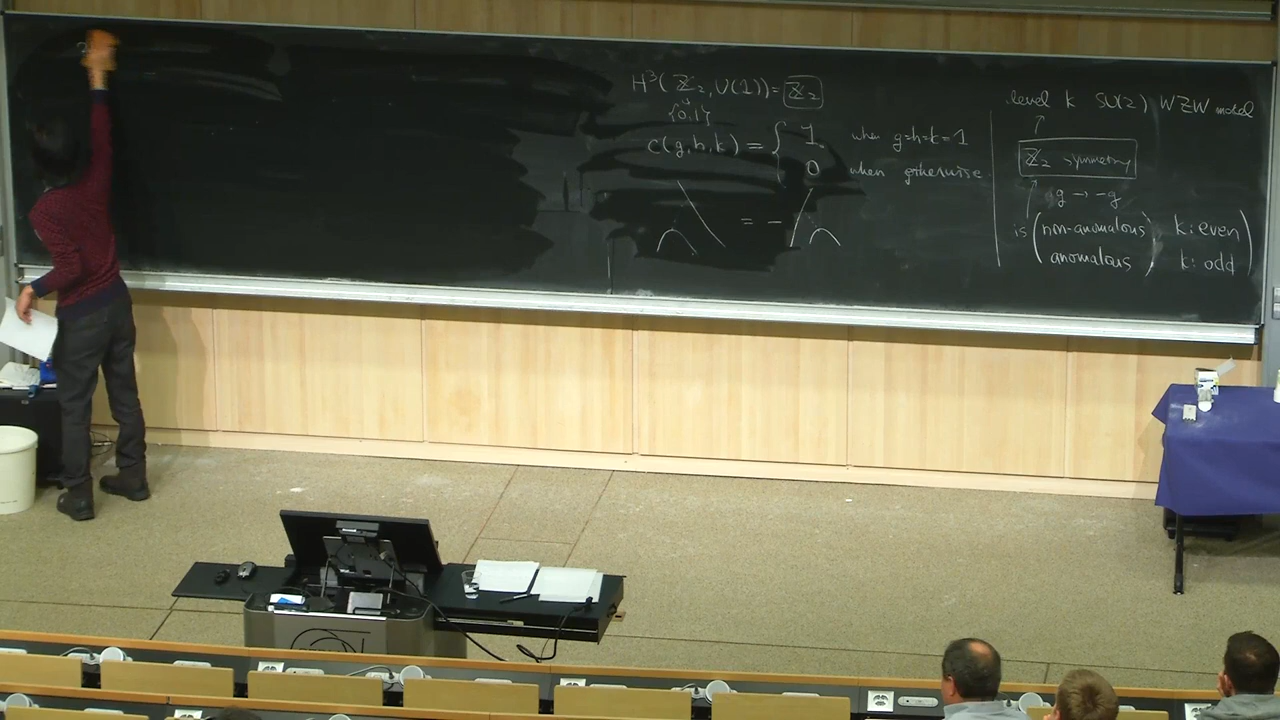 H³(ℤ₂,U(1))=ℤ₂
{0,1}
c(g,h,k) = { 1 when g=h=k=1
0 when otherwise
= -
level k SU(2) WZW model
ℤ₂ symmetry
g → -g
is (non-anomalous) k:even
(anomalous) k:odd